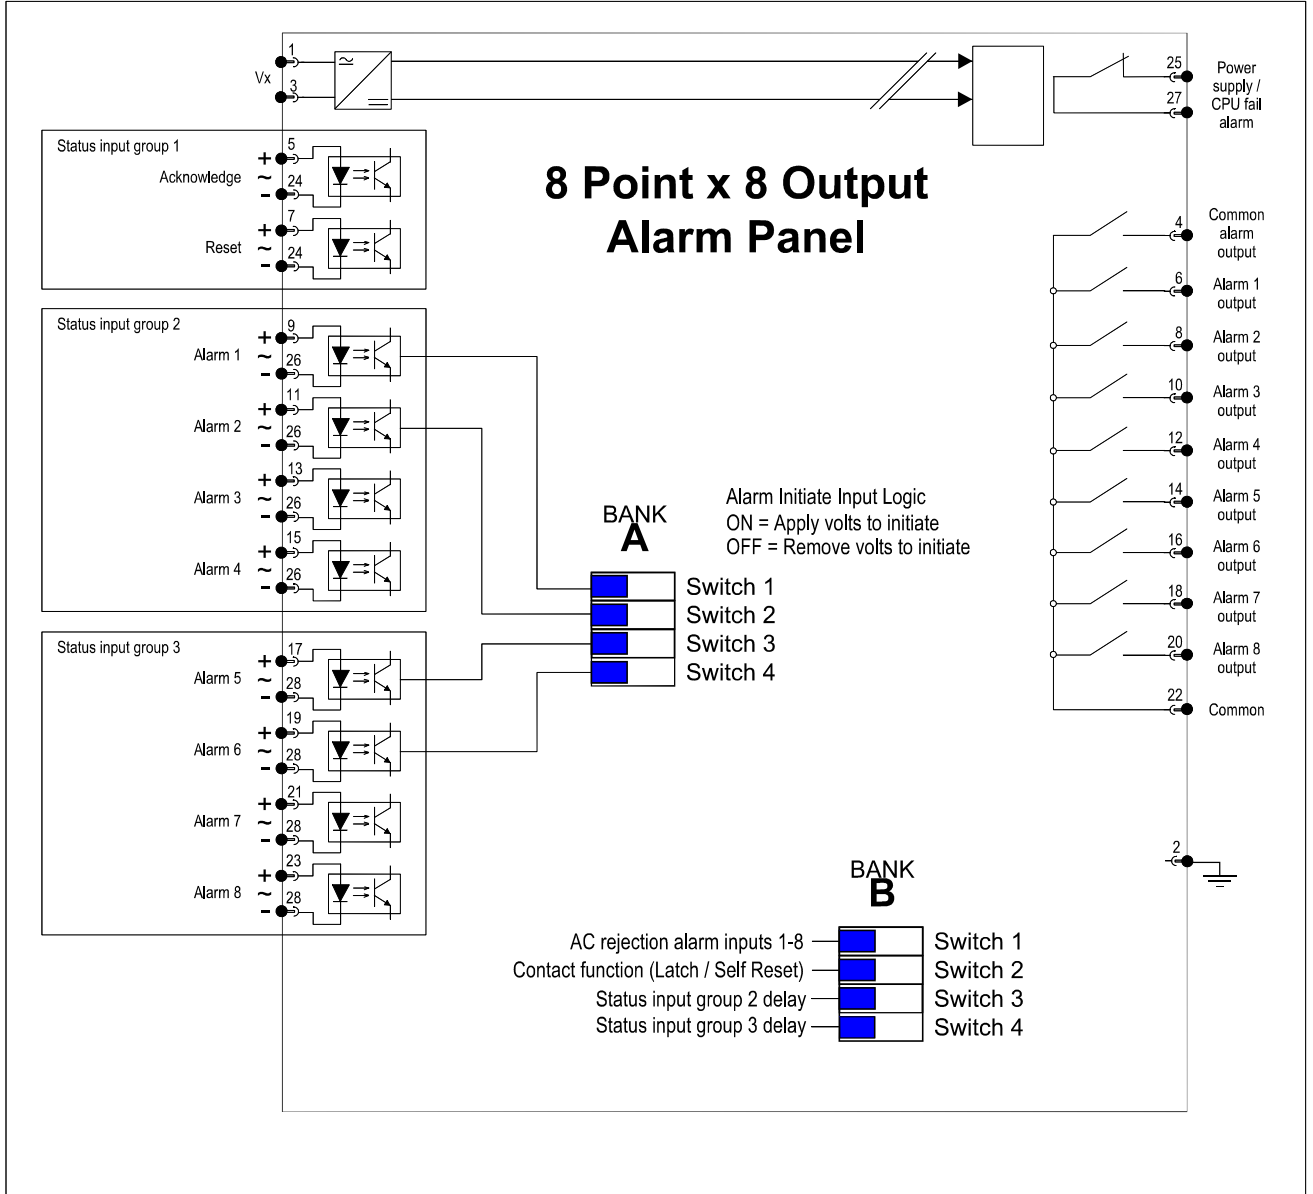 1
Vx
3
25
27
Power
supply /
CPU fail
alarm
8 Point x 8 Output
Alarm Panel
Status input group 1
+ 5
Acknowledge ~
- 24
+ 7
Reset ~
- 24
Status input group 2
+ 9
Alarm 1 ~
- 26
+ 11
Alarm 2 ~
- 26
+ 13
Alarm 3 ~
- 26
+ 15
Alarm 4 ~
- 26
Status input group 3
+ 17
Alarm 5 ~
- 28
+ 19
Alarm 6 ~
- 28
+ 21
Alarm 7 ~
- 28
+ 23
Alarm 8 ~
- 28
Alarm Initiate Input Logic
ON = Apply volts to initiate
OFF = Remove volts to initiate
BANK
A
Switch 1
Switch 2
Switch 3
Switch 4
BANK
B
AC rejection alarm inputs 1-8 Switch 1
Contact function (Latch / Self Reset) Switch 2
Status input group 2 delay Switch 3
Status input group 3 delay Switch 4
4
Common
alarm
output
6
Alarm 1
output
8
Alarm 2
output
10
Alarm 3
output
12
Alarm 4
output
14
Alarm 5
output
16
Alarm 6
output
18
Alarm 7
output
20
Alarm 8
output
22
Common
2